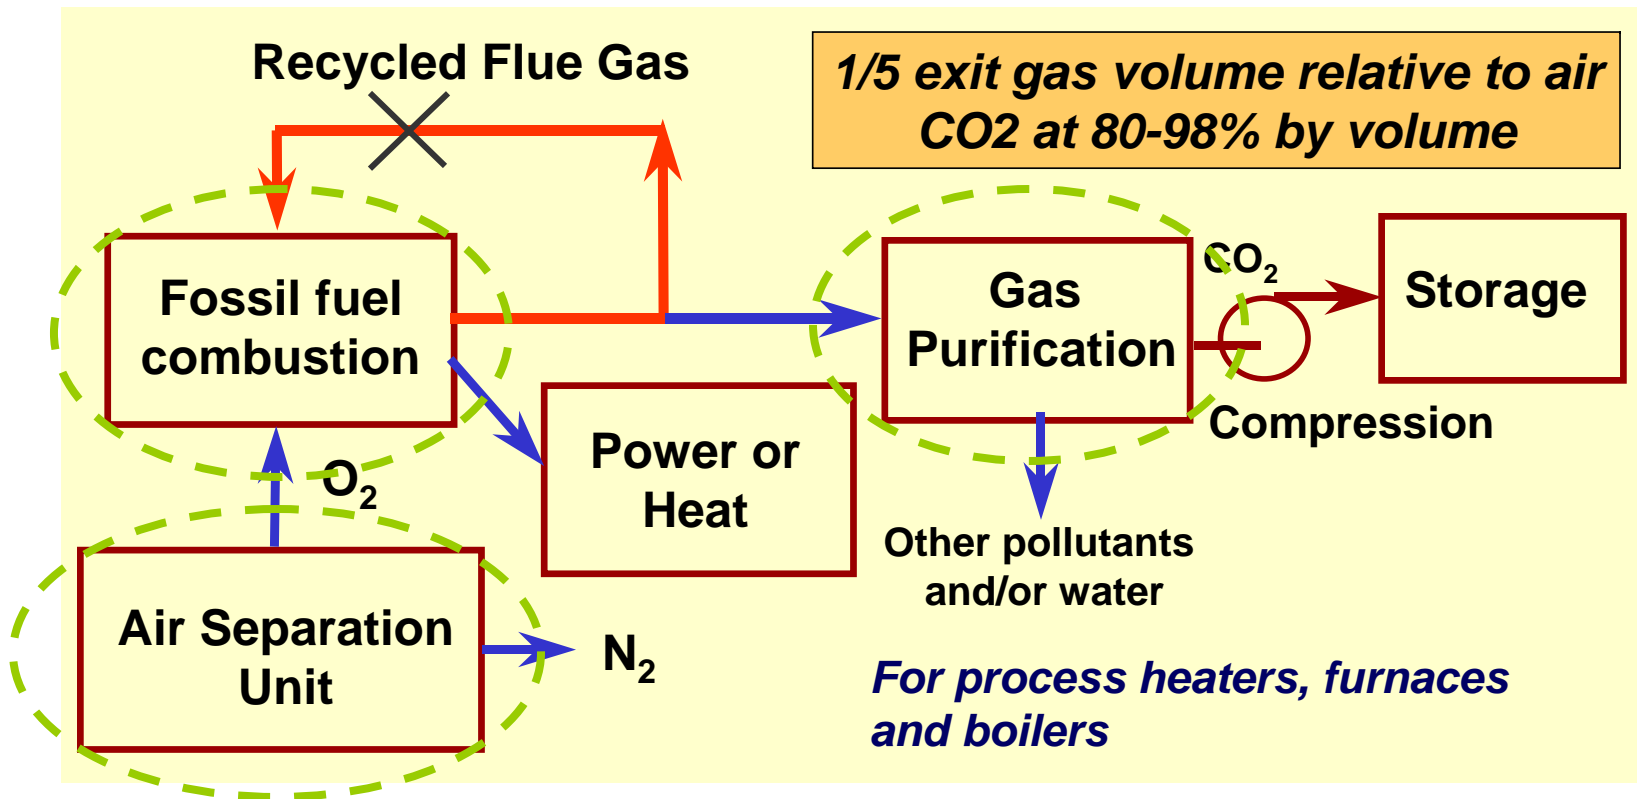 Recycled Flue Gas
1/5 exit gas volume relative to air
CO2 at 80-98% by volume
Fossil fuel
combustion
Gas
Purification
CO₂
Storage
Compression
Power or
Heat
O₂
Other pollutants
and/or water
Air Separation
Unit
N₂
For process heaters, furnaces
and boilers